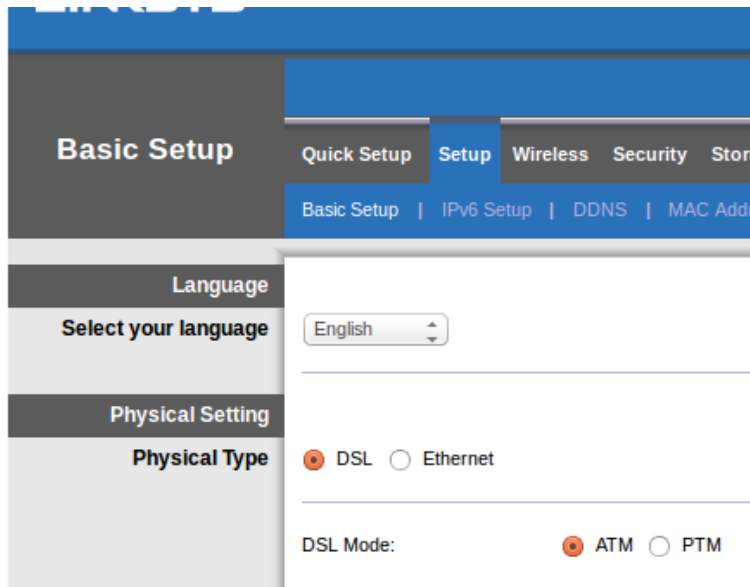 Basic Setup
Quick Setup Setup Wireless Security
Basic Setup | IPv6 Setup | DDNS | MAC
Language
Select your language English
Physical Setting
Physical Type DSL Ethernet
DSL Mode: ATM PTM